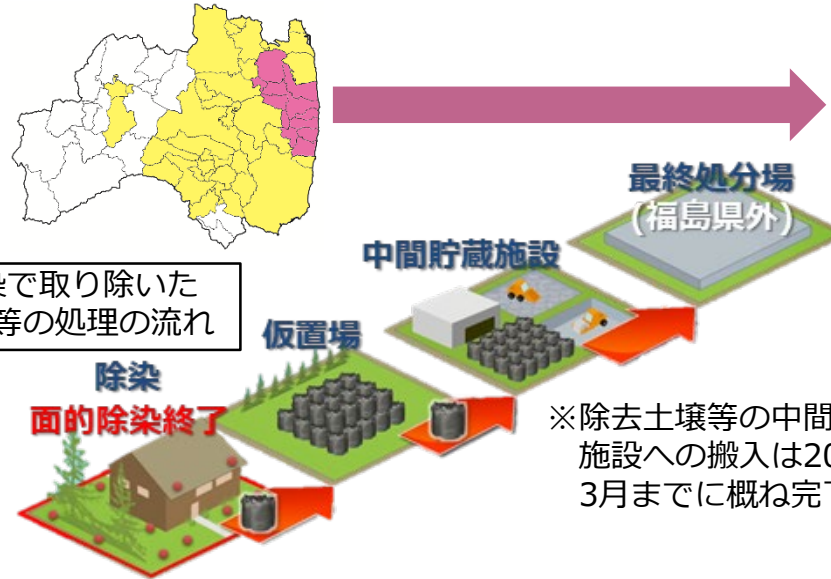 最終処分場
(福島県外)
中間貯蔵施設
染で取り除いた
等の処理の流れ
仮置場
除染
面的除染終了
※除去土壌等の中間
施設への搬入は20
3月までに概ね完了